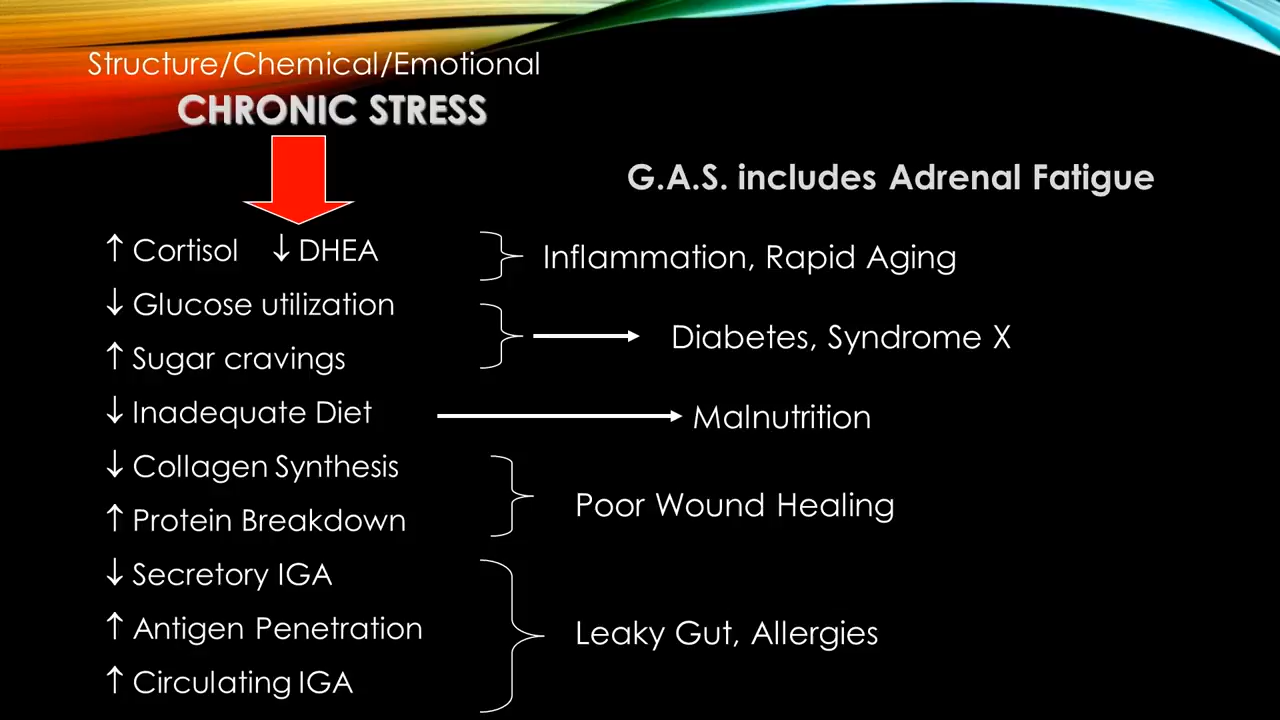 Structure/Chemical/Emotional
CHRONIC STRESS
G.A.S. includes Adrenal Fatigue
↑ Cortisol ↓ DHEA
Inflammation, Rapid Aging
↓ Glucose utilization
↑ Sugar cravings
Diabetes, Syndrome X
↓ Inadequate Diet
Malnutrition
↓ Collagen Synthesis
↑ Protein Breakdown
Poor Wound Healing
↓ Secretory IGA
↑ Antigen Penetration
↑ Circulating IGA
Leaky Gut, Allergies